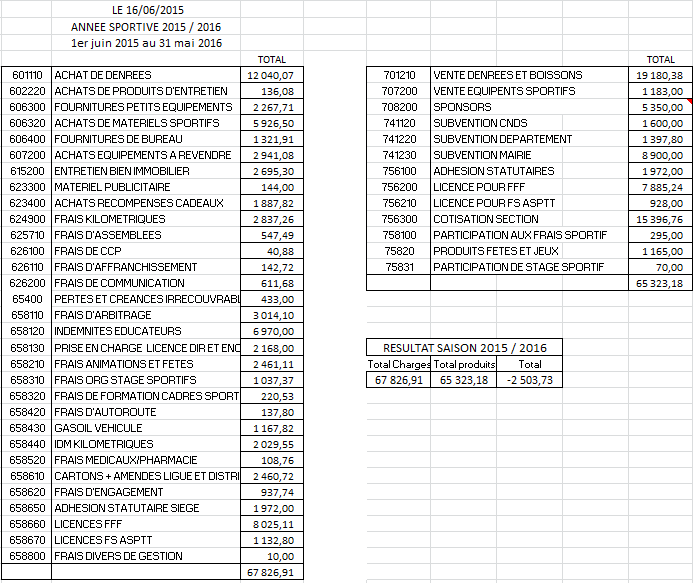 LE 16/06/2015
ANNEE SPORTIVE 2015 / 2016
1er juin 2015 au 31 mai 2016
TOTAL
601110 ACHAT DE DENREES 12 040,07
602220 ACHATS DE PRODUITS D'ENTRETIEN 136,08
606300 FOURNITURES PETITS EQUIPEMENTS 2 267,71
606320 ACHATS DE MATERIELS SPORTIFS 5 926,50
606400 FOURNITURES DE BUREAU 1 321,91
607200 ACHATS EQUIPEMENTS A REVENDRE 2 941,08
615200 ENTRETIEN BIEN IMMOBILIER 2 695,30
623300 MATERIEL PUBLICITAIRE 144,00
623400 ACHATS RECOMPENSES CADEAUX 1 887,82
624900 FRAIS KILOMETRIQUES 2 837,26
625710 FRAIS D'ASSEMBLEES 547,49
626100 FRAIS DE CCP 40,88
626110 FRAIS D'AFFRANCHISSEMENT 142,72
626200 FRAIS DE COMMUNICATION 611,68
65400 PERTES ET CREANCES IRRECOUVRABL 433,00
658110 FRAIS D'ARBITRAGE 3 014,10
658120 INDEMNITES EDUCATEURS 6 970,00
658130 PRISE EN CHARGE LICENCE DIR ET ENC 2 168,00
658210 FRAIS ANIMATIONS ET FETES 2 461,11
658310 FRAIS ORG STAGE SPORTIFS 1 037,37
658320 FRAIS DE FORMATION CADRES SPORT 220,53
658420 FRAIS D'AUTOROUTE 137,80
658430 GASOIL VEHICULE 1 167,82
658440 IDM KILOMETRIQUES 2 029,55
658520 FRAIS MEDICAUX/PHARMACIE 108,76
658610 CARTONS + AMENDES LIGUE ET DISTRI 2 460,72
658620 FRAIS D'ENGAGEMENT 937,74
658650 ADHESION STATUTAIRE SIEGE 1 972,00
658660 LICENCES FFF 8 025,11
658670 LICENCES FS ASPTT 1 132,80
658800 FRAIS DIVERS DE GESTION 10,00
67 826,91
TOTAL
701210 VENTE DENREES ET BOISSONS 19 180,38
707200 VENTE EQUIPENTS SPORTIFS 1 183,00
708200 SPONSORS 5 350,00
741120 SUBVENTION CNDS 1 600,00
741220 SUBVENTION DEPARTEMENT 1 397,80
741230 SUBVENTION MAIRIE 8 900,00
756100 ADHESION STATUTAIRES 1 972,00
756200 LICENCE POUR FFF 7 885,24
756210 LICENCE POUR FS ASPTT 928,00
756300 COTISATION SECTION 15 396,76
758100 PARTICIPATION AUX FRAIS SPORTIF 295,00
75820 PRODUITS FETES ET JEUX 1 165,00
75831 PARTICIPATION DE STAGE SPORTIF 70,00
65 323,18
RESULTAT SAISON 2015 / 2016
Total Charges Total produits Total
67 826,91 65 323,18 -2 503,73